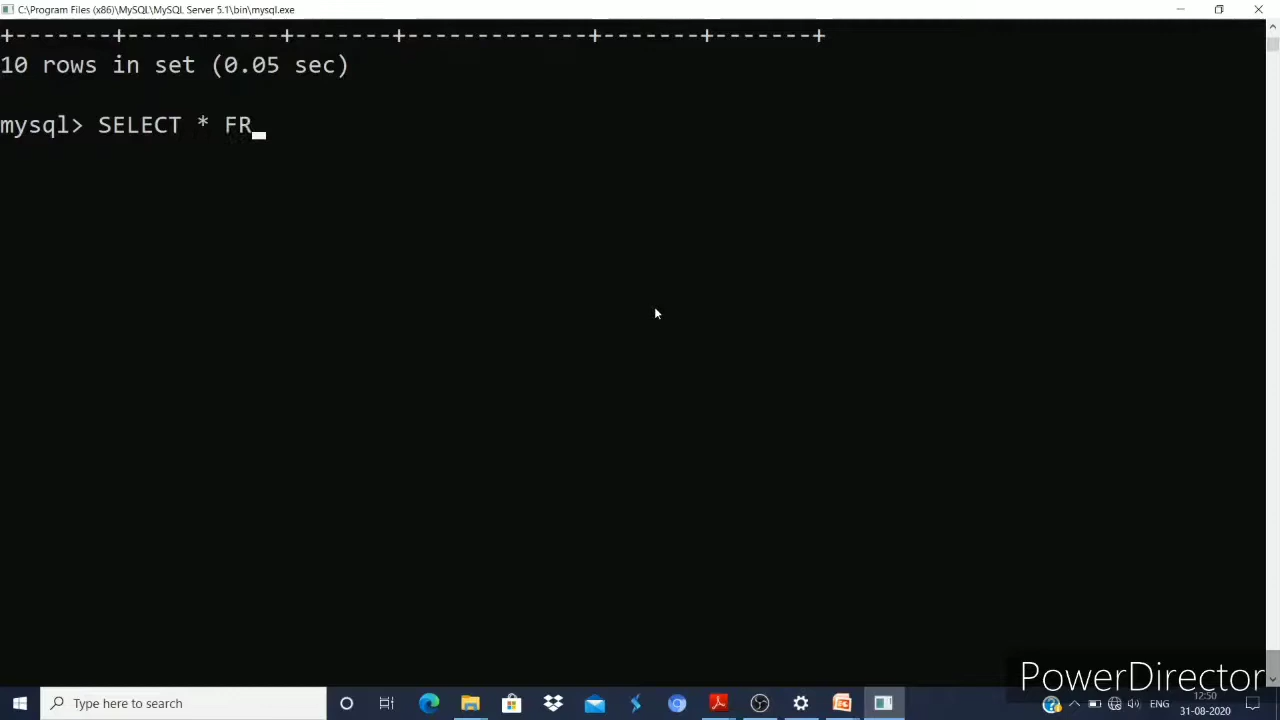 C:\Program Files (x86)\MySQL\MySQL Server 5.1\bin\mysql.exe
+-------+-----------+-------+-------------+-------+-------+
10 rows in set (0.05 sec)
mysql> SELECT * FR_
PowerDirector
Type here to search
ENG
12:50
31-08-2020